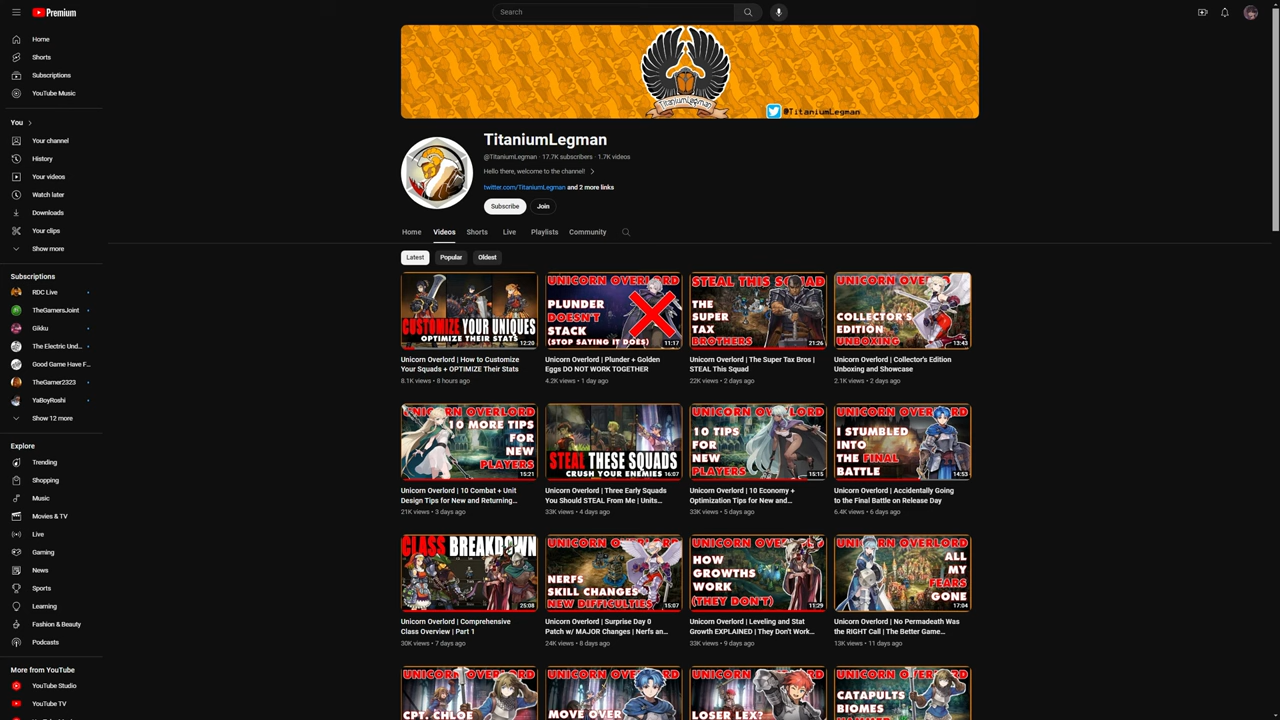 Premium
Search
TitaniumLegman
@TitaniumLegman
Home
Shorts
Subscriptions
YouTube Music
You
Your channel
History
Your videos
Watch later
Downloads
Your clips
Show more
Subscriptions
RDC Live
TheGamersJoint
Gikku
The Electric Und...
Good Game Have F...
TheGamer2323
YaBoyRoshi
Show 12 more
Explore
Trending
Shopping
Music
Movies & TV
Live
Gaming
News
Sports
Learning
Fashion & Beauty
Podcasts
More from YouTube
YouTube Studio
YouTube TV
TitaniumLegman
@TitaniumLegman · 17.7K subscribers · 1.7K videos
Hello there, welcome to the channel!
twitter.com/TitaniumLegman and 2 more links
Subscribe Join
Home Videos Shorts Live Playlists Community
Latest Popular Oldest
CUSTOMIZE YOUR UNIQUES
OPTIMIZE THEIR STATS
12:20
Unicorn Overlord | How to Customize
Your Squads + OPTIMIZE Their Stats
8.1K views • 8 hours ago
UNICORN OVERLORD
PLUNDER
DOESN'T
STACK
(STOP SAYING IT DOES)
11:17
Unicorn Overlord | Plunder + Golden
Eggs DO NOT WORK TOGETHER
4.2K views • 1 day ago
STEAL THIS SQUAD
THE
SUPER
TAX
BROTHERS
21:26
Unicorn Overlord | The Super Tax Bros |
STEAL This Squad
22K views • 2 days ago
UNICORN OVERLORD
COLLECTOR'S
EDITION
UNBOXING
13:43
Unicorn Overlord | Collector's Edition
Unboxing and Showcase
2.1K views • 2 days ago
UNICORN OVERLORD
10 MORE TIPS
FOR
NEW
PLAYERS
15:21
Unicorn Overlord | 10 Combat + Unit
Design Tips for New and Returning...
21K views • 3 days ago
STEAL THESE SQUADS
CRUSH YOUR ENEMIES
16:07
Unicorn Overlord | Three Early Squads
You Should STEAL From Me | Units...
33K views • 4 days ago
UNICORN OVERLORD
10 TIPS
FOR
NEW
PLAYERS
15:15
Unicorn Overlord | 10 Economy +
Optimization Tips for New and...
33K views • 5 days ago
UNICORN OVERLORD
I STUMBLED
INTO
THE FINAL
BATTLE
14:53
Unicorn Overlord | Accidentally Going
to the Final Battle on Release Day
6.4K views • 6 days ago
CLASS BREAKDOWN
25:08
Unicorn Overlord | Comprehensive
Class Overview | Part 1
30K views • 7 days ago
UNICORN OVERLORD
NERFS
SKILL CHANGES
NEW DIFFICULTIES
15:07
Unicorn Overlord | Surprise Day 0
Patch w/ MAJOR Changes | Nerfs an...
24K views • 8 days ago
UNICORN OVERLORD
HOW
GROWTHS
WORK
(THEY DON'T)
11:29
Unicorn Overlord | Leveling and Stat
Growth EXPLAINED | They Don't Work...
33K views • 9 days ago
UNICORN OVERLORD
ALL
MY
FEARS
GONE
17:04
Unicorn Overlord | No Permadeath Was
the RIGHT Call | The Better Game...
13K views • 11 days ago
UNICORN OVERLORD
CPT. CHLOE
UNICORN OVERLORD
MOVE OVER
UNICORN OVERLORD
LOSER LEX?
UNICORN OVERLORD
CATAPULTS
BIOMES